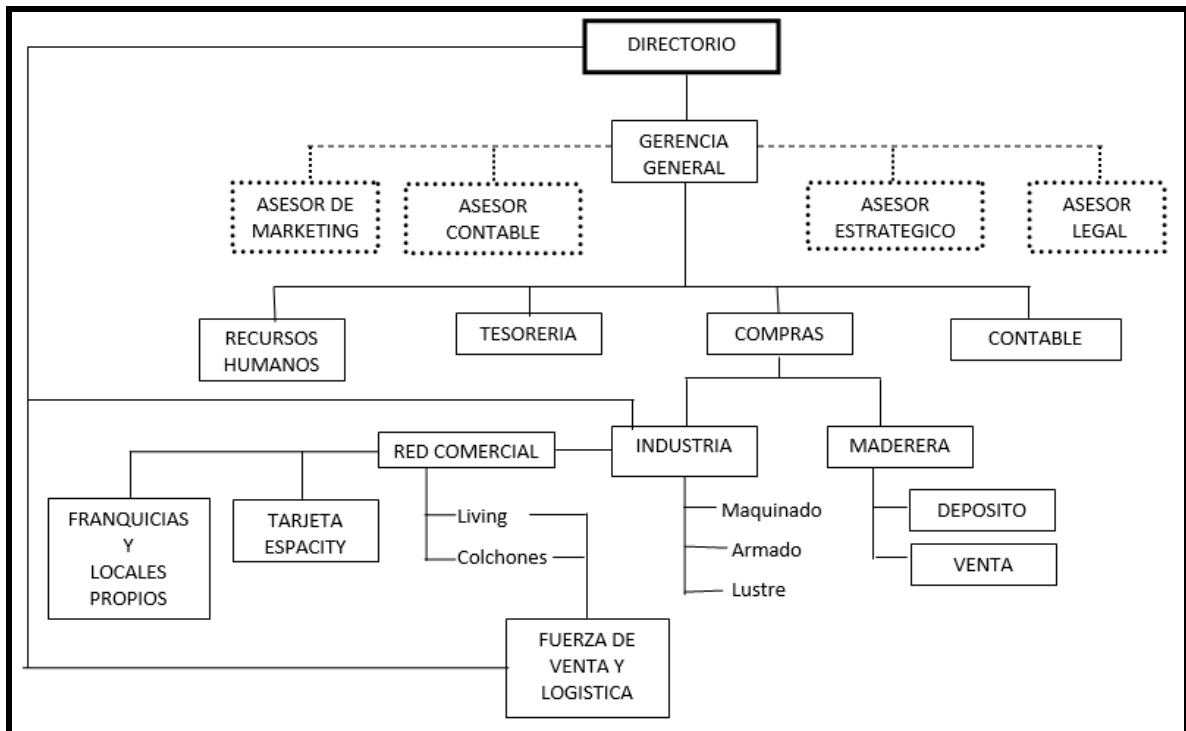 DIRECTORIO
GERENCIA
GENERAL
ASESOR DE
MARKETING
ASESOR
CONTABLE
ASESOR
ESTRATEGICO
ASESOR
LEGAL
RECURSOS
HUMANOS
TESORERIA
COMPRAS
CONTABLE
RED COMERCIAL
INDUSTRIA
MADERERA
FRANQUICIAS
Y
LOCALES
PROPIOS
TARJETA
ESPACITY
Living
Colchones
Maquinado
Armado
Lustre
DEPOSITO
VENTA
FUERZA DE
VENTA Y
LOGISTICA